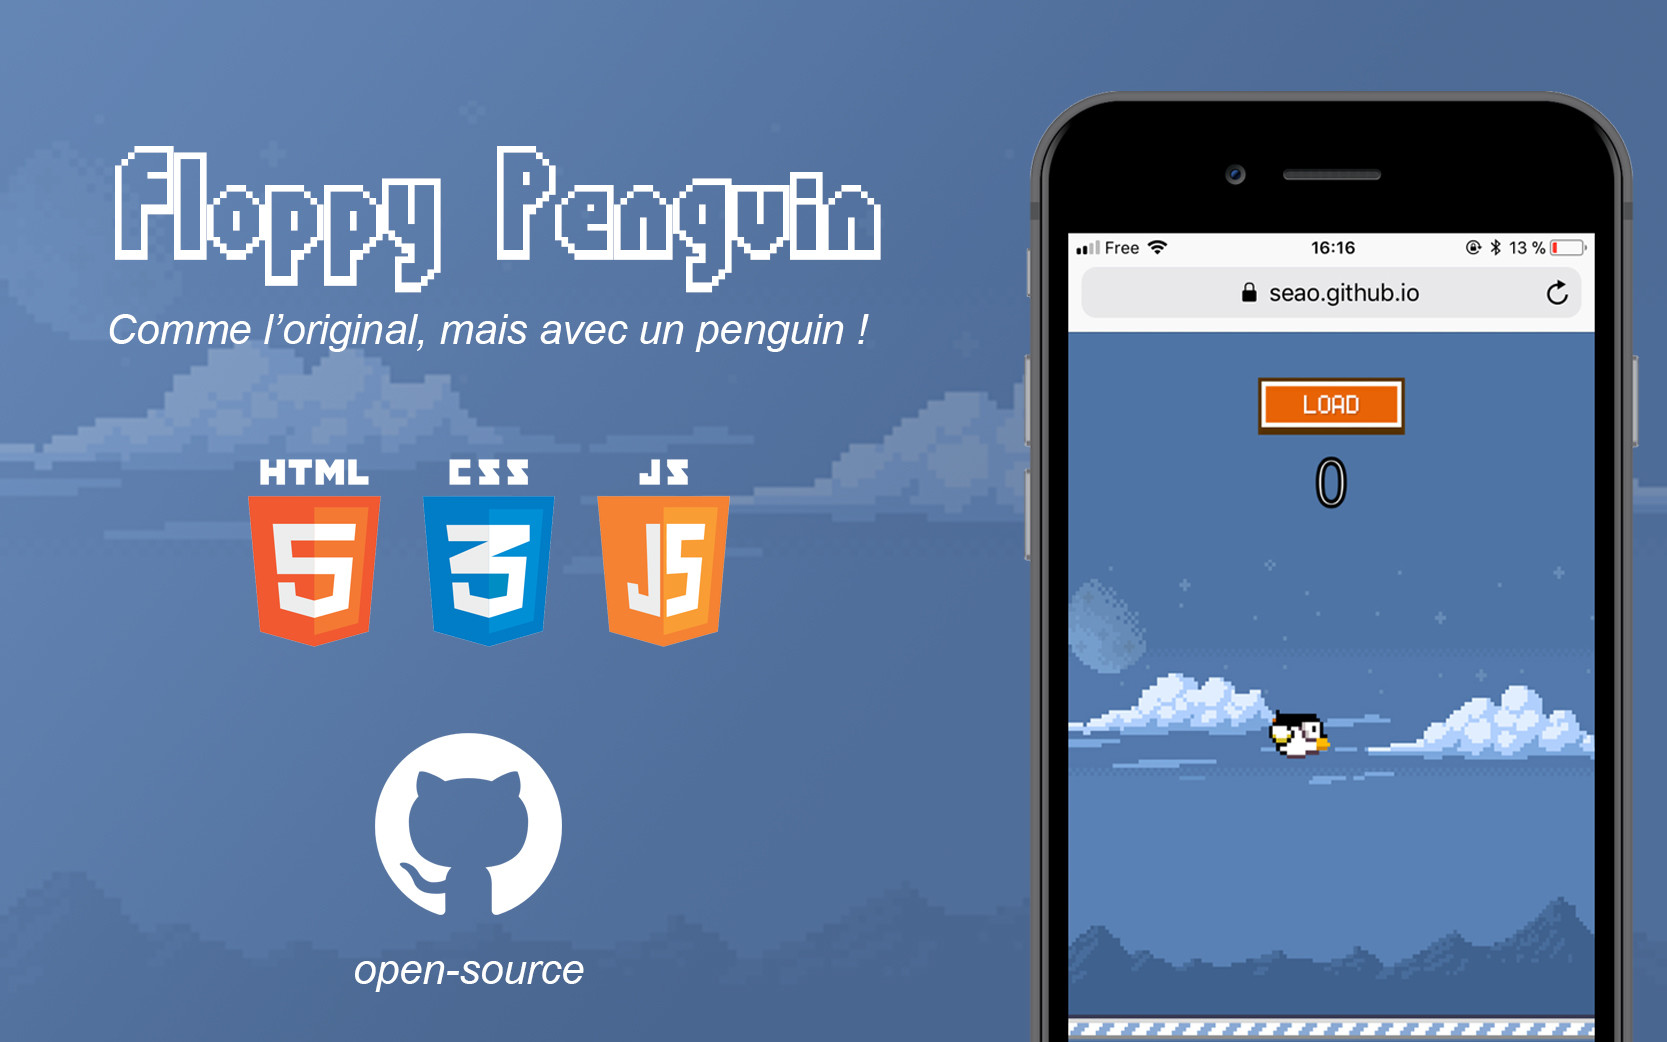 Floppy Penguin
Comme l’original, mais avec un penguin !
HTML CSS JS
5 3 JS
open-source
Free 16:16 13 %
seao.github.io
LOAD
0